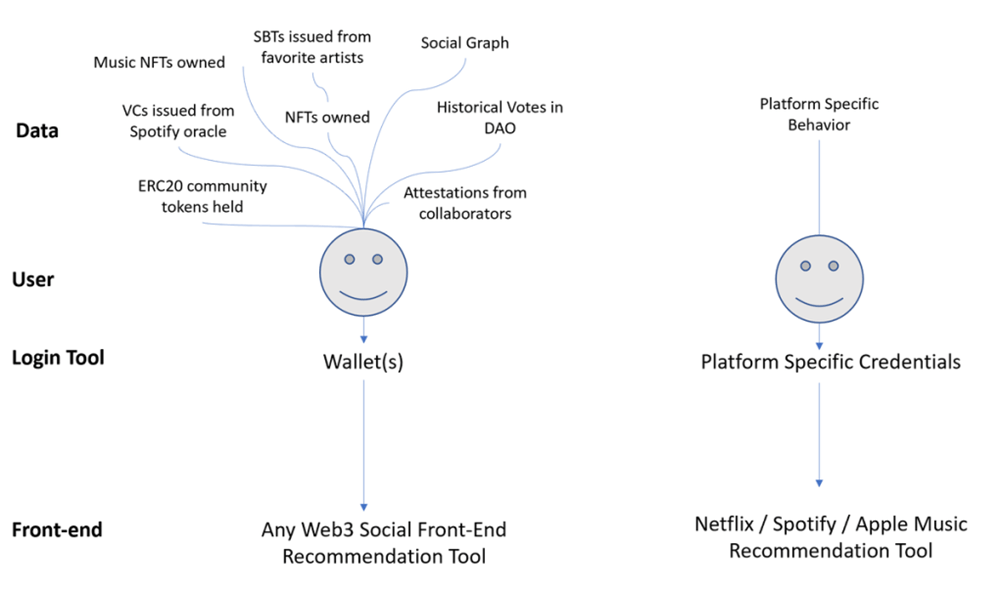 SBTs issued from
favorite artists
Social Graph
Music NFTs owned
VCs issued from
Spotify oracle
NFTs owned
Historical Votes in
DAO
Platform Specific
Behavior
Data
ERC20 community
tokens held
Attestations from
collaborators
User
Login Tool
Wallet(s)
Platform Specific Credentials
Front-end
Any Web3 Social Front-End
Recommendation Tool
Netflix / Spotify / Apple Music
Recommendation Tool